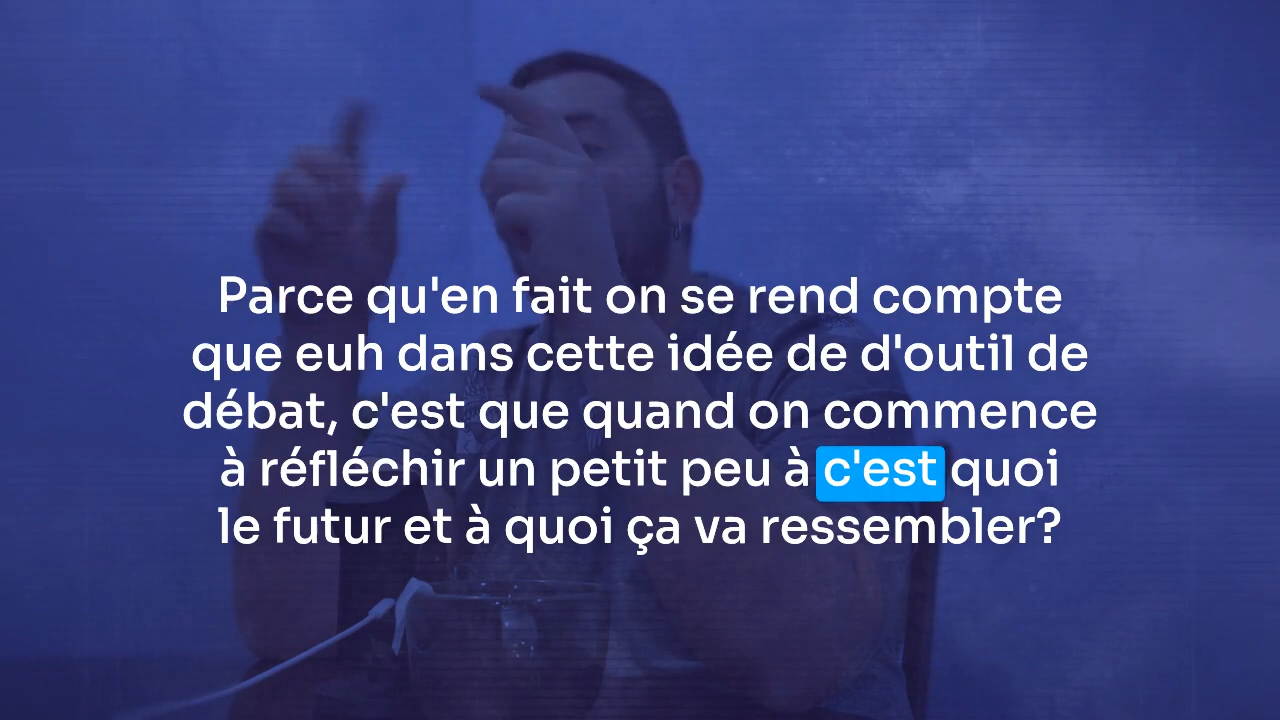 Parce qu'en fait on se rend compte
que euh dans cette idée de d'outil de
débat, c'est que quand on commence
à réfléchir un petit peu à c'est quoi
le futur et à quoi ça va ressembler?